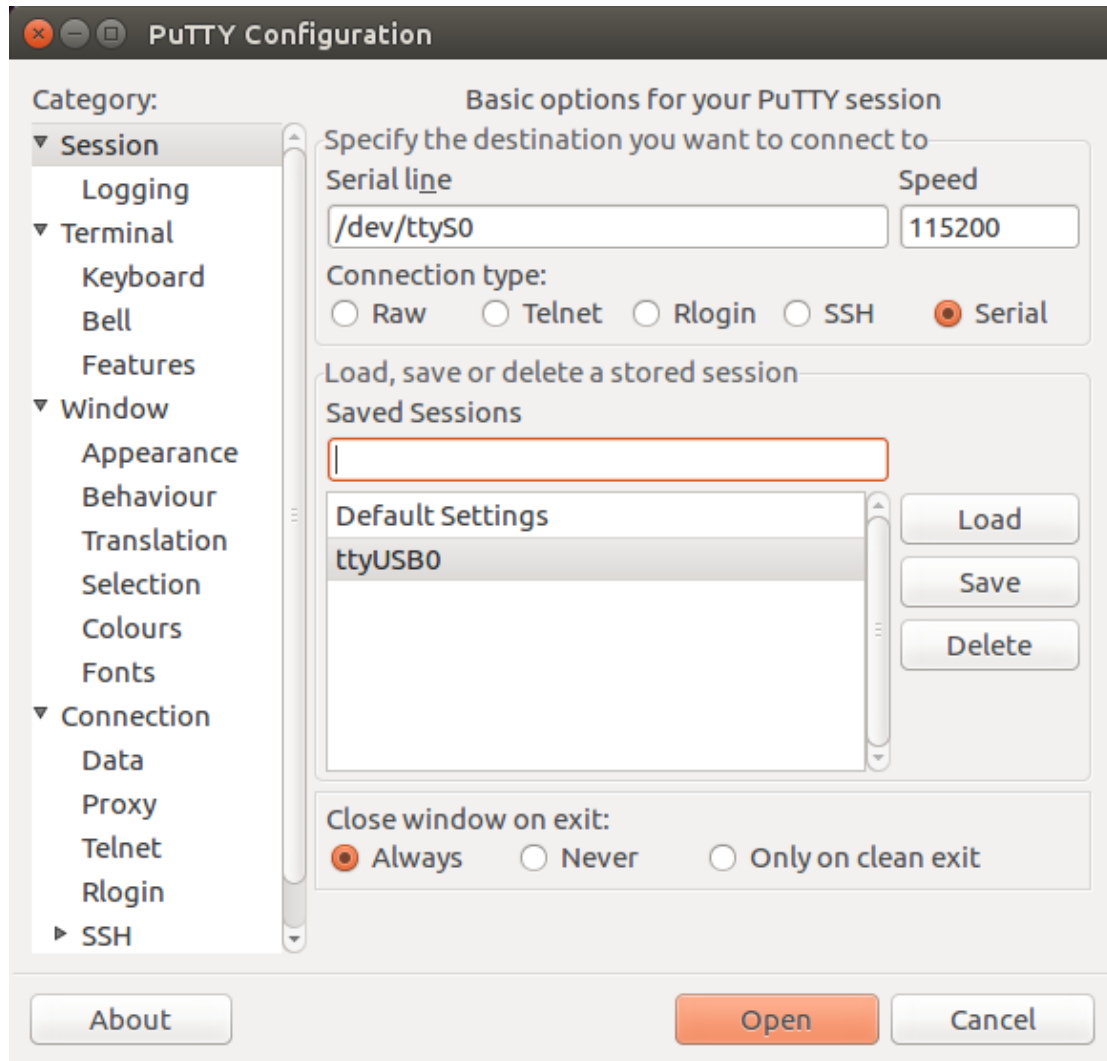 PuTTY Configuration
Category:
Session
Logging
Terminal
Keyboard
Bell
Features
Window
Appearance
Behaviour
Translation
Selection
Colours
Fonts
Connection
Data
Proxy
Telnet
Rlogin
SSH
Basic options for your PuTTY session
Specify the destination you want to connect to
Serial line Speed
/dev/ttyS0 115200
Connection type:
Raw Telnet Rlogin SSH Serial
Load, save or delete a stored session
Saved Sessions
Default Settings
ttyUSB0
Load
Save
Delete
Close window on exit:
Always Never Only on clean exit
About Open Cancel